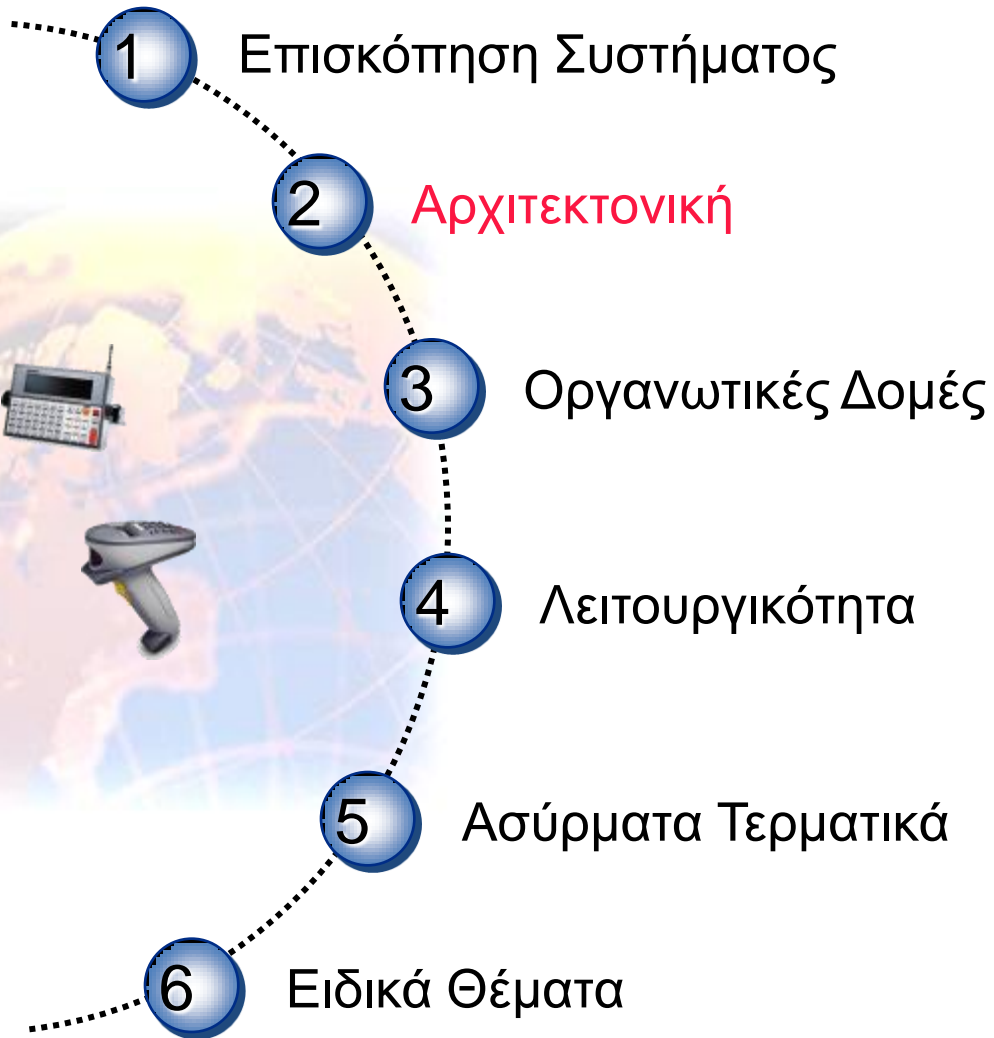 1 Επισκόπηση Συστήματος
2 Αρχιτεκτονική
3 Οργανωτικές Δομές
4 Λειτουργικότητα
5 Ασύρματα Τερματικά
6 Ειδικά Θέματα